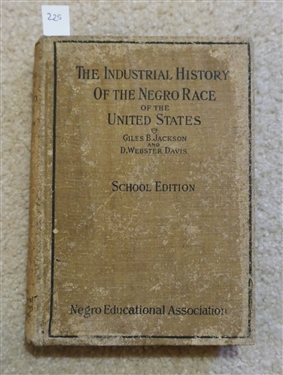 225
THE INDUSTRIAL HISTORY
OF THE NEGRO RACE
OF THE
UNITED STATES
BY
GILES B. JACKSON
AND
D. WEBSTER DAVIS
SCHOOL EDITION
Negro Educational Association